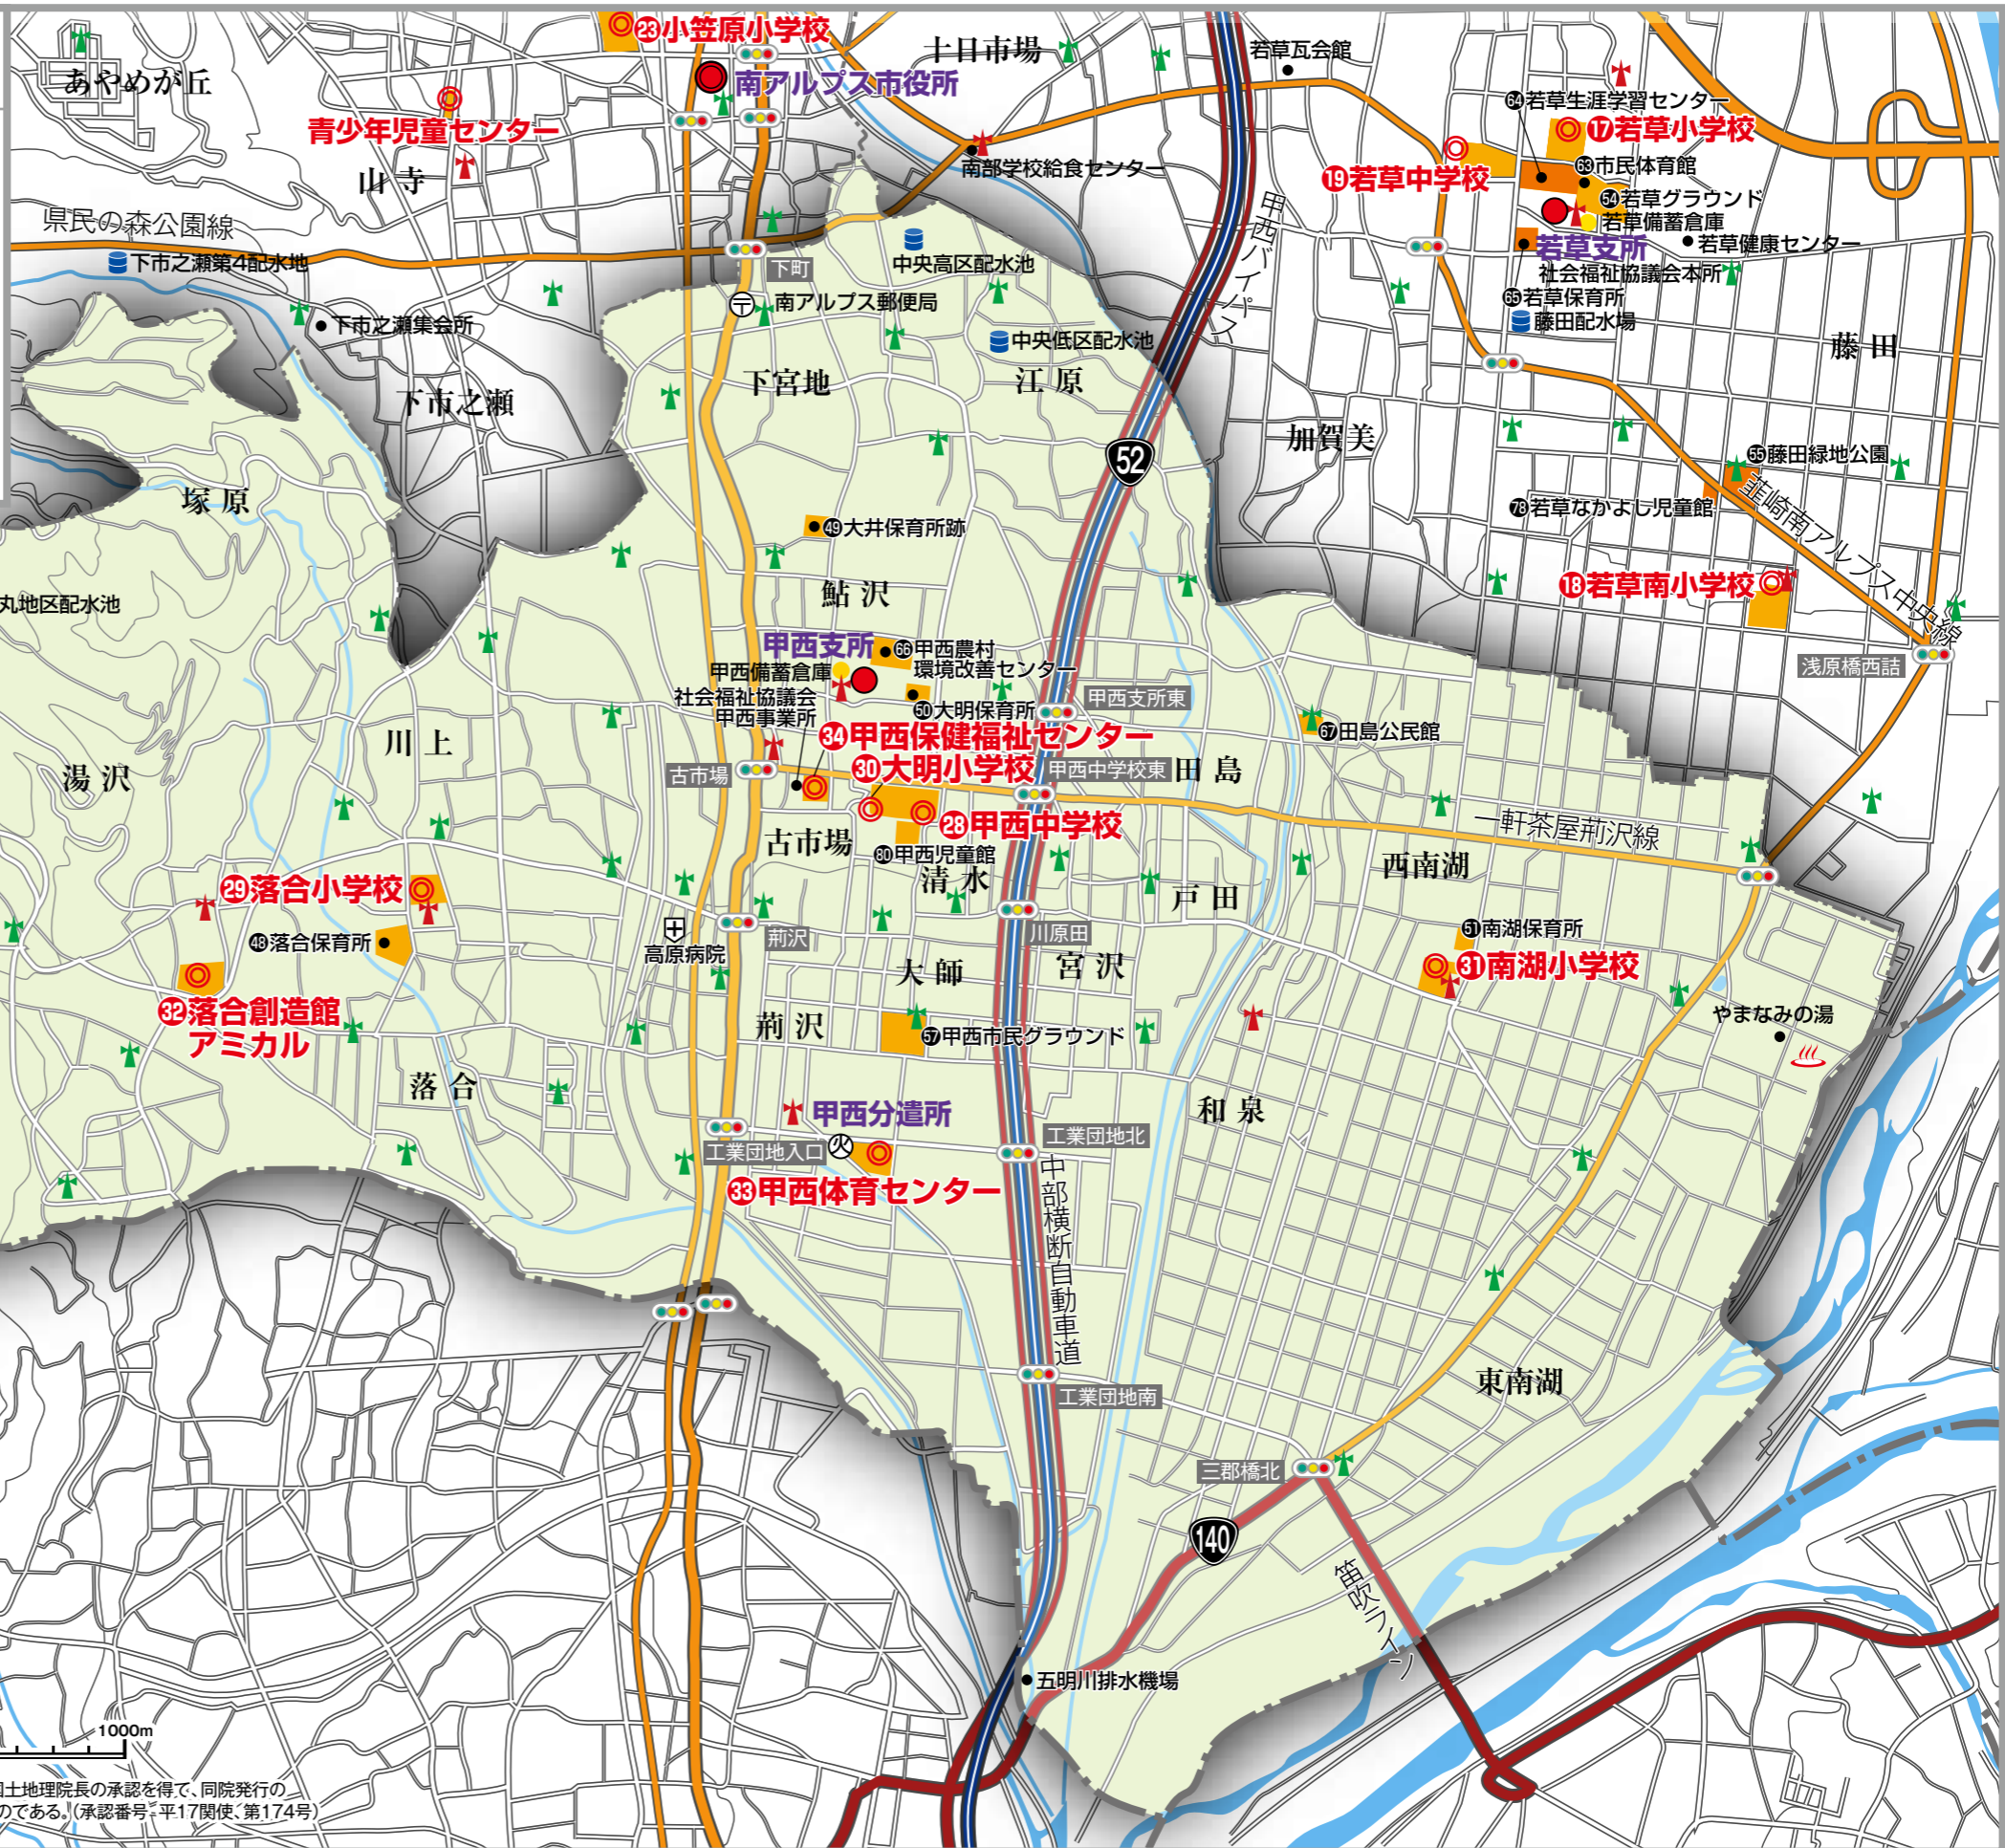 ㉓小笠原小学校
十日市場
若草瓦会館
あやめが丘
南アルプス市役所
64若草生涯学習センター
青少年児童センター
⑰若草小学校
63市民体育館
南部学校給食センター
山寺
⑲若草中学校
54若草グラウンド
若草備蓄倉庫
県民の森公園線
甲西バイパス
若草支所
若草健康センター
下市之瀬第4配水地
下町
中央高区配水池
社会福祉協議会本所
65若草保育所
南アルプス郵便局
藤田配水場
下市之瀬集会所
中央低区配水池
藤田
下宮地
江原
下市之瀬
加賀美
52
55藤田緑地公園
塚原
韮崎南アルプス中央線
78若草なかよし児童館
㊾大井保育所跡
⑱若草南小学校
鮎沢
丸地区配水池
甲西支所
66甲西農村
環境改善センター
浅原橋西詰
甲西備蓄倉庫
社会福祉協議会
甲西事業所
甲西支所東
㊿大明保育所
67田島公民館
㉞甲西保健福祉センター
川上
湯沢
古市場
㉚大明小学校
甲西中学校東
田島
㉘甲西中学校
一軒茶屋荊沢線
古市場
80甲西児童館
西南湖
清水
㉙落合小学校
戸田
51南湖保育所
川原田
荊沢
㊽落合保育所
高原病院
㉛南湖小学校
宮沢
大師
㉜落合創造館
アミカル
やまなみの湯
荊沢
57甲西市民グラウンド
落合
和泉
甲西分遣所
工業団地北
工業団地入口
火
㉝甲西体育センター
中部横断自動車道
東南湖
工業団地南
三郡橋北
140
笛吹ライン
五明川排水機場
1000m
国土地理院長の承認を得て、同院発行の
のである。(承認番号 平17関使、第174号)